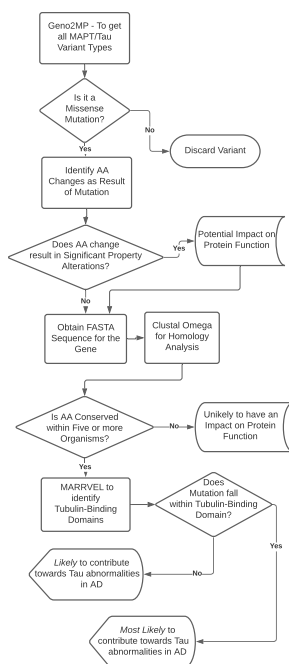 Geno2MP - To get
all MAPT/Tau
Variant Types
Is it a
Missense
Mutation?
No
Discard Variant
Yes
Identify AA
Changes as Result
of Mutation
Does AA change
result in Significant Property
Alterations?
Yes
Potential Impact on
Protein Function
No
Obtain FASTA
Sequence for the
Gene
Clustal Omega
for Homology
Analysis
Is AA Conserved
within Five or more
Organisms?
No
Unikely to have an
Impact on Protein
Function
Yes
MARRVEL to
identify
Tubulin-Binding
Domains
Does
Mutation fall
within Tubulin-Binding
Domain?
Yes
No
Likely to contribute
towards Tau abnormalities
in AD
Most Likely to
contribute towards Tau
abnormalities in AD